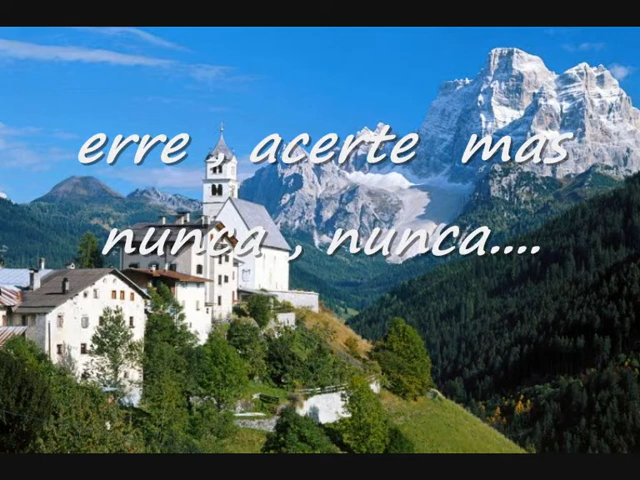 erre , acerte mas
nunca , nunca....